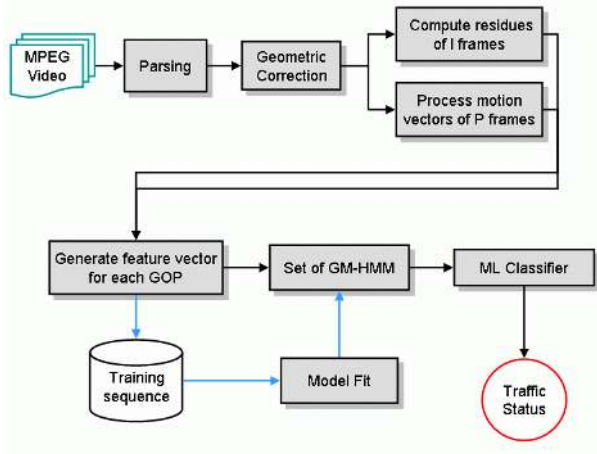 MPEG
Video
Parsing
Geometric
Correction
Compute residues
of I frames
Process motion
vectors of P frames
Generate feature vector
for each GOP
Set of GM-HMM
ML Classifier
Training
sequence
Model Fit
Traffic
Status